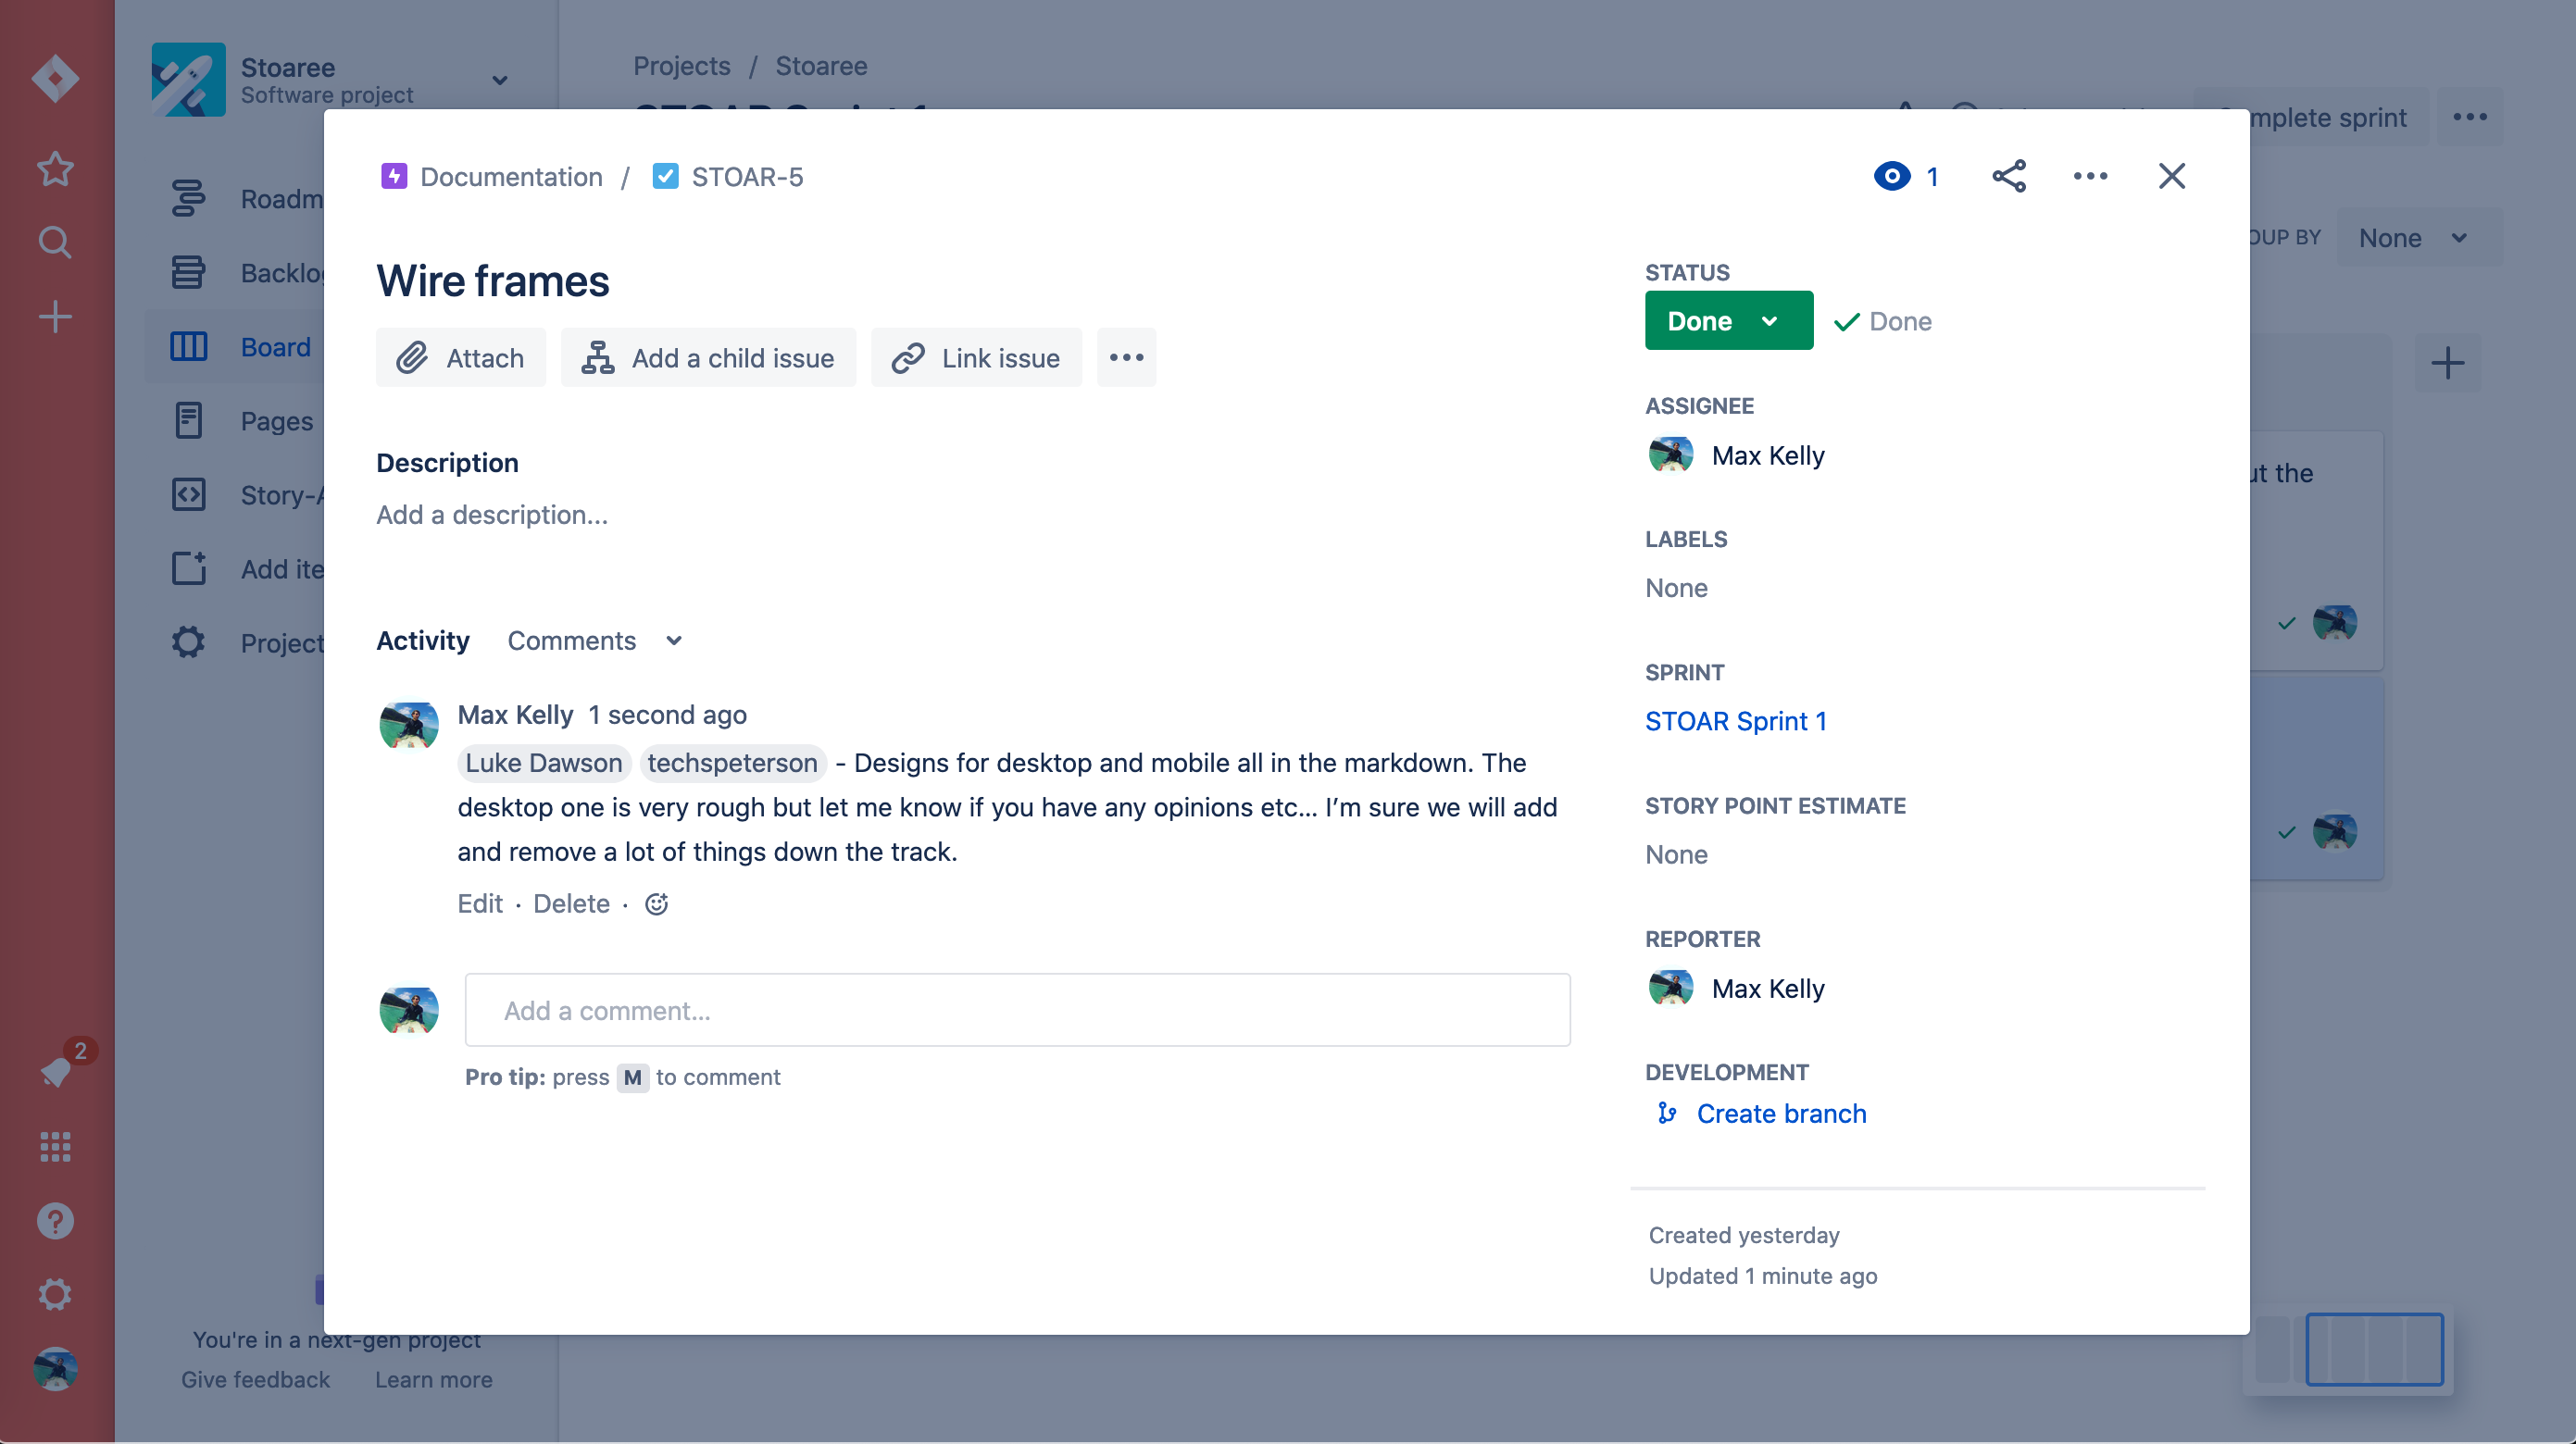 Stoaree
Software project
Projects / Stoaree
Complete sprint
Documentation / STOAR-5
1
Roadm
Backlog
Board
Pages
Story-A
Add ite
Project
OUP BY None
Wire frames
Attach
Add a child issue
Link issue
Description
Add a description...
Activity Comments
Max Kelly 1 second ago
Luke Dawson techspeterson - Designs for desktop and mobile all in the markdown. The
desktop one is very rough but let me know if you have any opinions etc... I’m sure we will add
and remove a lot of things down the track.
Edit · Delete ·
Add a comment...
Pro tip: press M to comment
STATUS
Done Done
ASSIGNEE
Max Kelly
LABELS
None
SPRINT
STOAR Sprint 1
STORY POINT ESTIMATE
None
REPORTER
Max Kelly
DEVELOPMENT
Create branch
Created yesterday
Updated 1 minute ago
ut the
2
You're in a next-gen project
Give feedback Learn more